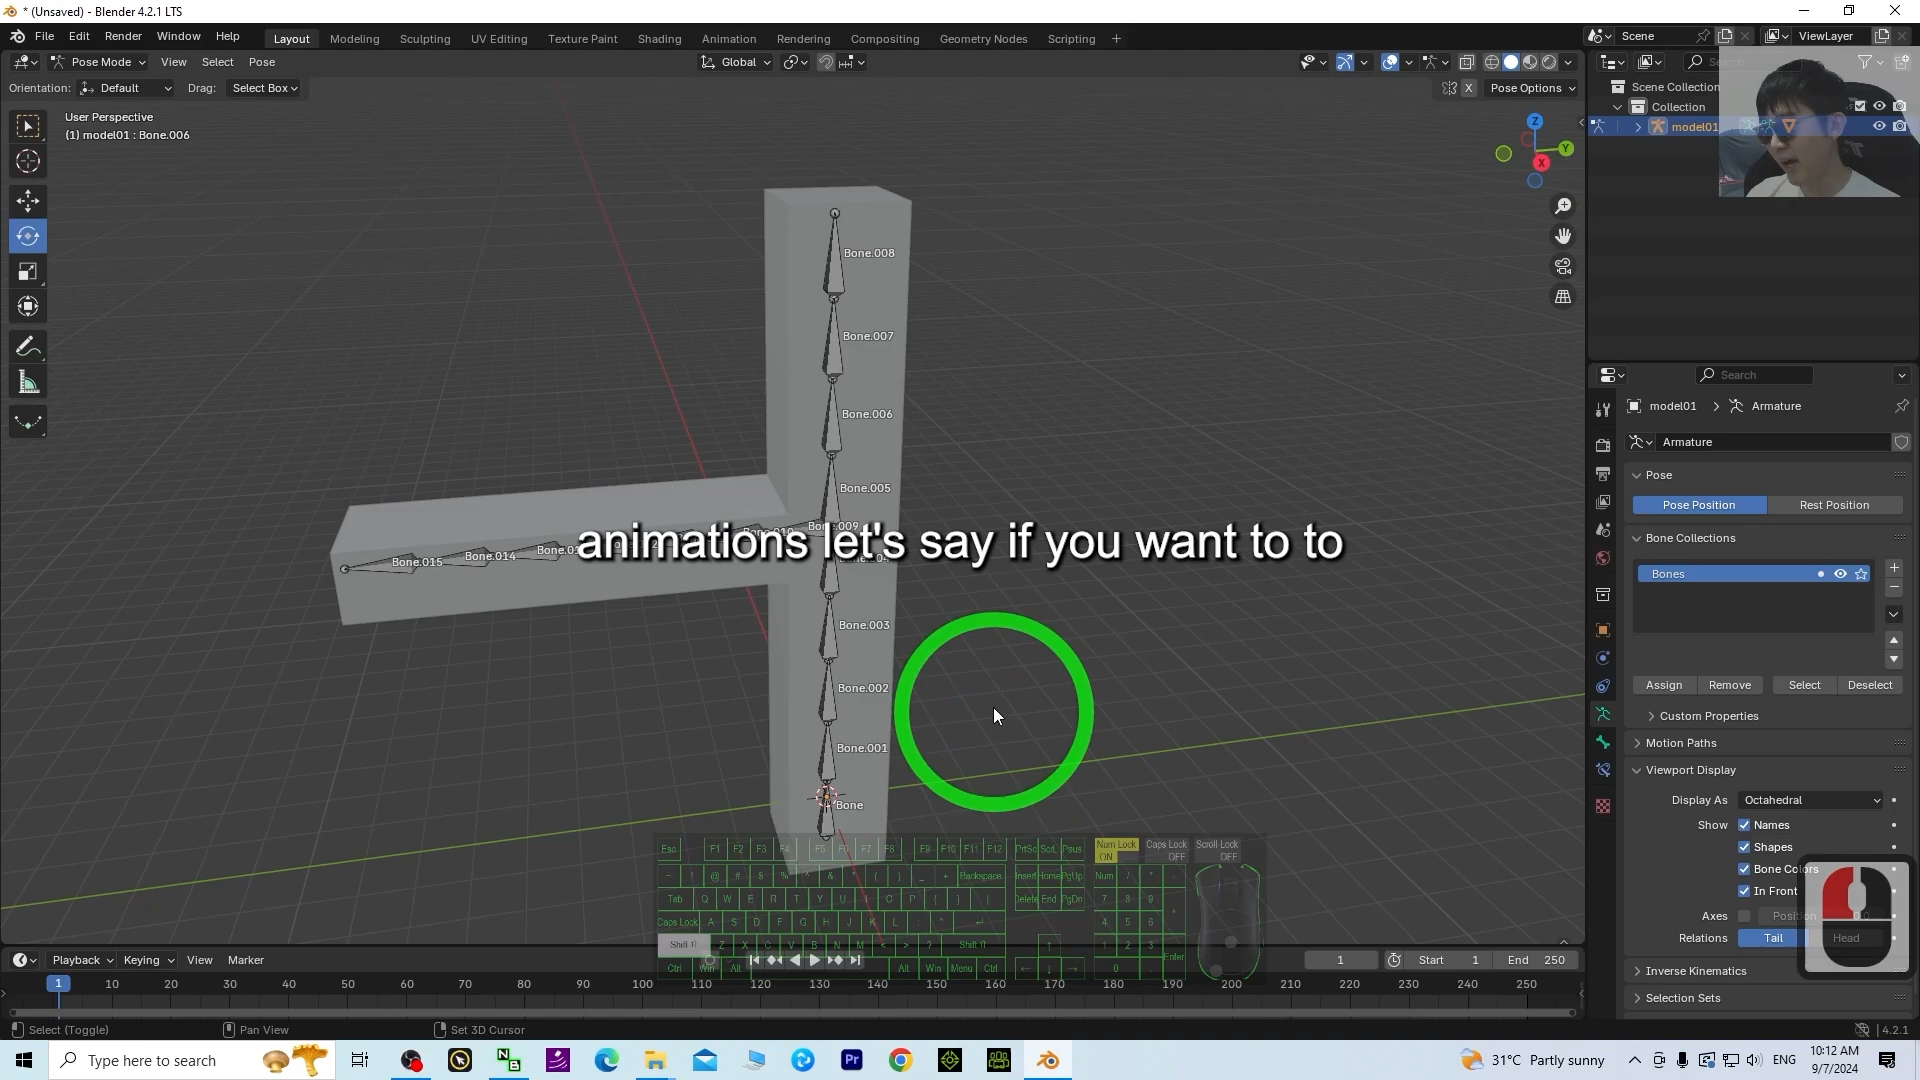 * (Unsaved) - Blender 4.2.1 LTS
File Edit Render Window Help Layout Modeling Sculpting UV Editing Texture Paint Shading Animation Rendering Compositing Geometry Nodes Scripting + Scene ViewLayer
Pose Mode View Select Pose Global
Orientation: Default Drag: Select Box X Pose Options
User Perspective
(1) model01 : Bone.006
Z
Y
X
Scene Collection
Collection
model01
Bone.008
Bone.007
Bone.006
Bone.005
Bone.009
Bone.010
Bone.014
Bone.015
animations let's say if you want to to
Bone.003
Bone.002
Bone.001
Bone
Search
model01 > Armature
Armature
Pose
Pose Position Rest Position
Bone Collections
Bones
Assign Remove Select Deselect
Custom Properties
Motion Paths
Viewport Display
Display As Octahedral
Show Names
Shapes
Bone Colors
In Front
Axes
Relations Tail Head
Inverse Kinematics
Selection Sets
Esc F1 F2 F3 F4 F5 F6 F7 F8 F9 F10 F11 F12 PrtSc ScrL Psus Num Lock ON Caps Lock OFF Scroll Lock OFF
Backspace Insert Home PgUp Num
Tab Q W E R T Y U I O P Delete End PgDn 7 8 9
Caps Lock A S D F G H J K L 4 5 6
Shift Z X C V B N M < > ? Shift 1 2 3
Ctrl Win Alt Alt Win Menu Ctrl 0 Enter
Playback Keying View Marker 1 Start 1 End 250
1 10 20 30 40 50 60 70 80 90 100 110 120 130 140 150 160 170 180 190 200 210 220 230 240 250
Select (Toggle) Pan View Set 3D Cursor 4.2.1
Type here to search
31°C Partly sunny ENG 10:12 AM
9/7/2024